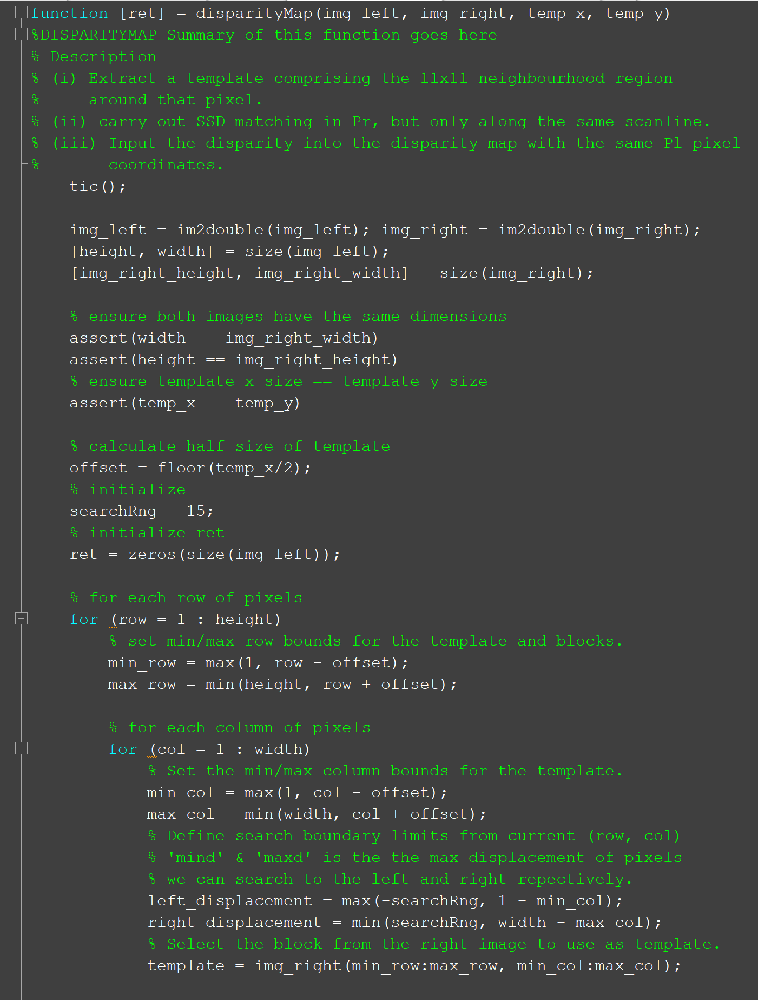 function [ret] = disparityMap(img_left, img_right, temp_x, temp_y)
%DISPARITYMAP Summary of this function goes here
% Description
% (i) Extract a template comprising the 11x11 neighbourhood region
%     around that pixel.
% (ii) carry out SSD matching in Pr, but only along the same scanline.
% (iii) Input the disparity into the disparity map with the same Pl pixel
%       coordinates.
    tic();

    img_left = im2double(img_left); img_right = im2double(img_right);
    [height, width] = size(img_left);
    [img_right_height, img_right_width] = size(img_right);

    % ensure both images have the same dimensions
    assert(width == img_right_width)
    assert(height == img_right_height)
    % ensure template x size == template y size
    assert(temp_x == temp_y)

    % calculate half size of template
    offset = floor(temp_x/2);
    % initialize
    searchRng = 15;
    % initialize ret
    ret = zeros(size(img_left));

    % for each row of pixels
    for (row = 1 : height)
        % set min/max row bounds for the template and blocks.
        min_row = max(1, row - offset);
        max_row = min(height, row + offset);

        % for each column of pixels
        for (col = 1 : width)
            % Set the min/max column bounds for the template.
            min_col = max(1, col - offset);
            max_col = min(width, col + offset);
            % Define search boundary limits from current (row, col)
            % 'mind' & 'maxd' is the the max displacement of pixels
            % we can search to the left and right repectively.
            left_displacement = max(-searchRng, 1 - min_col);
            right_displacement = min(searchRng, width - max_col);
            % Select the block from the right image to use as template.
            template = img_right(min_row:max_row, min_col:max_col);